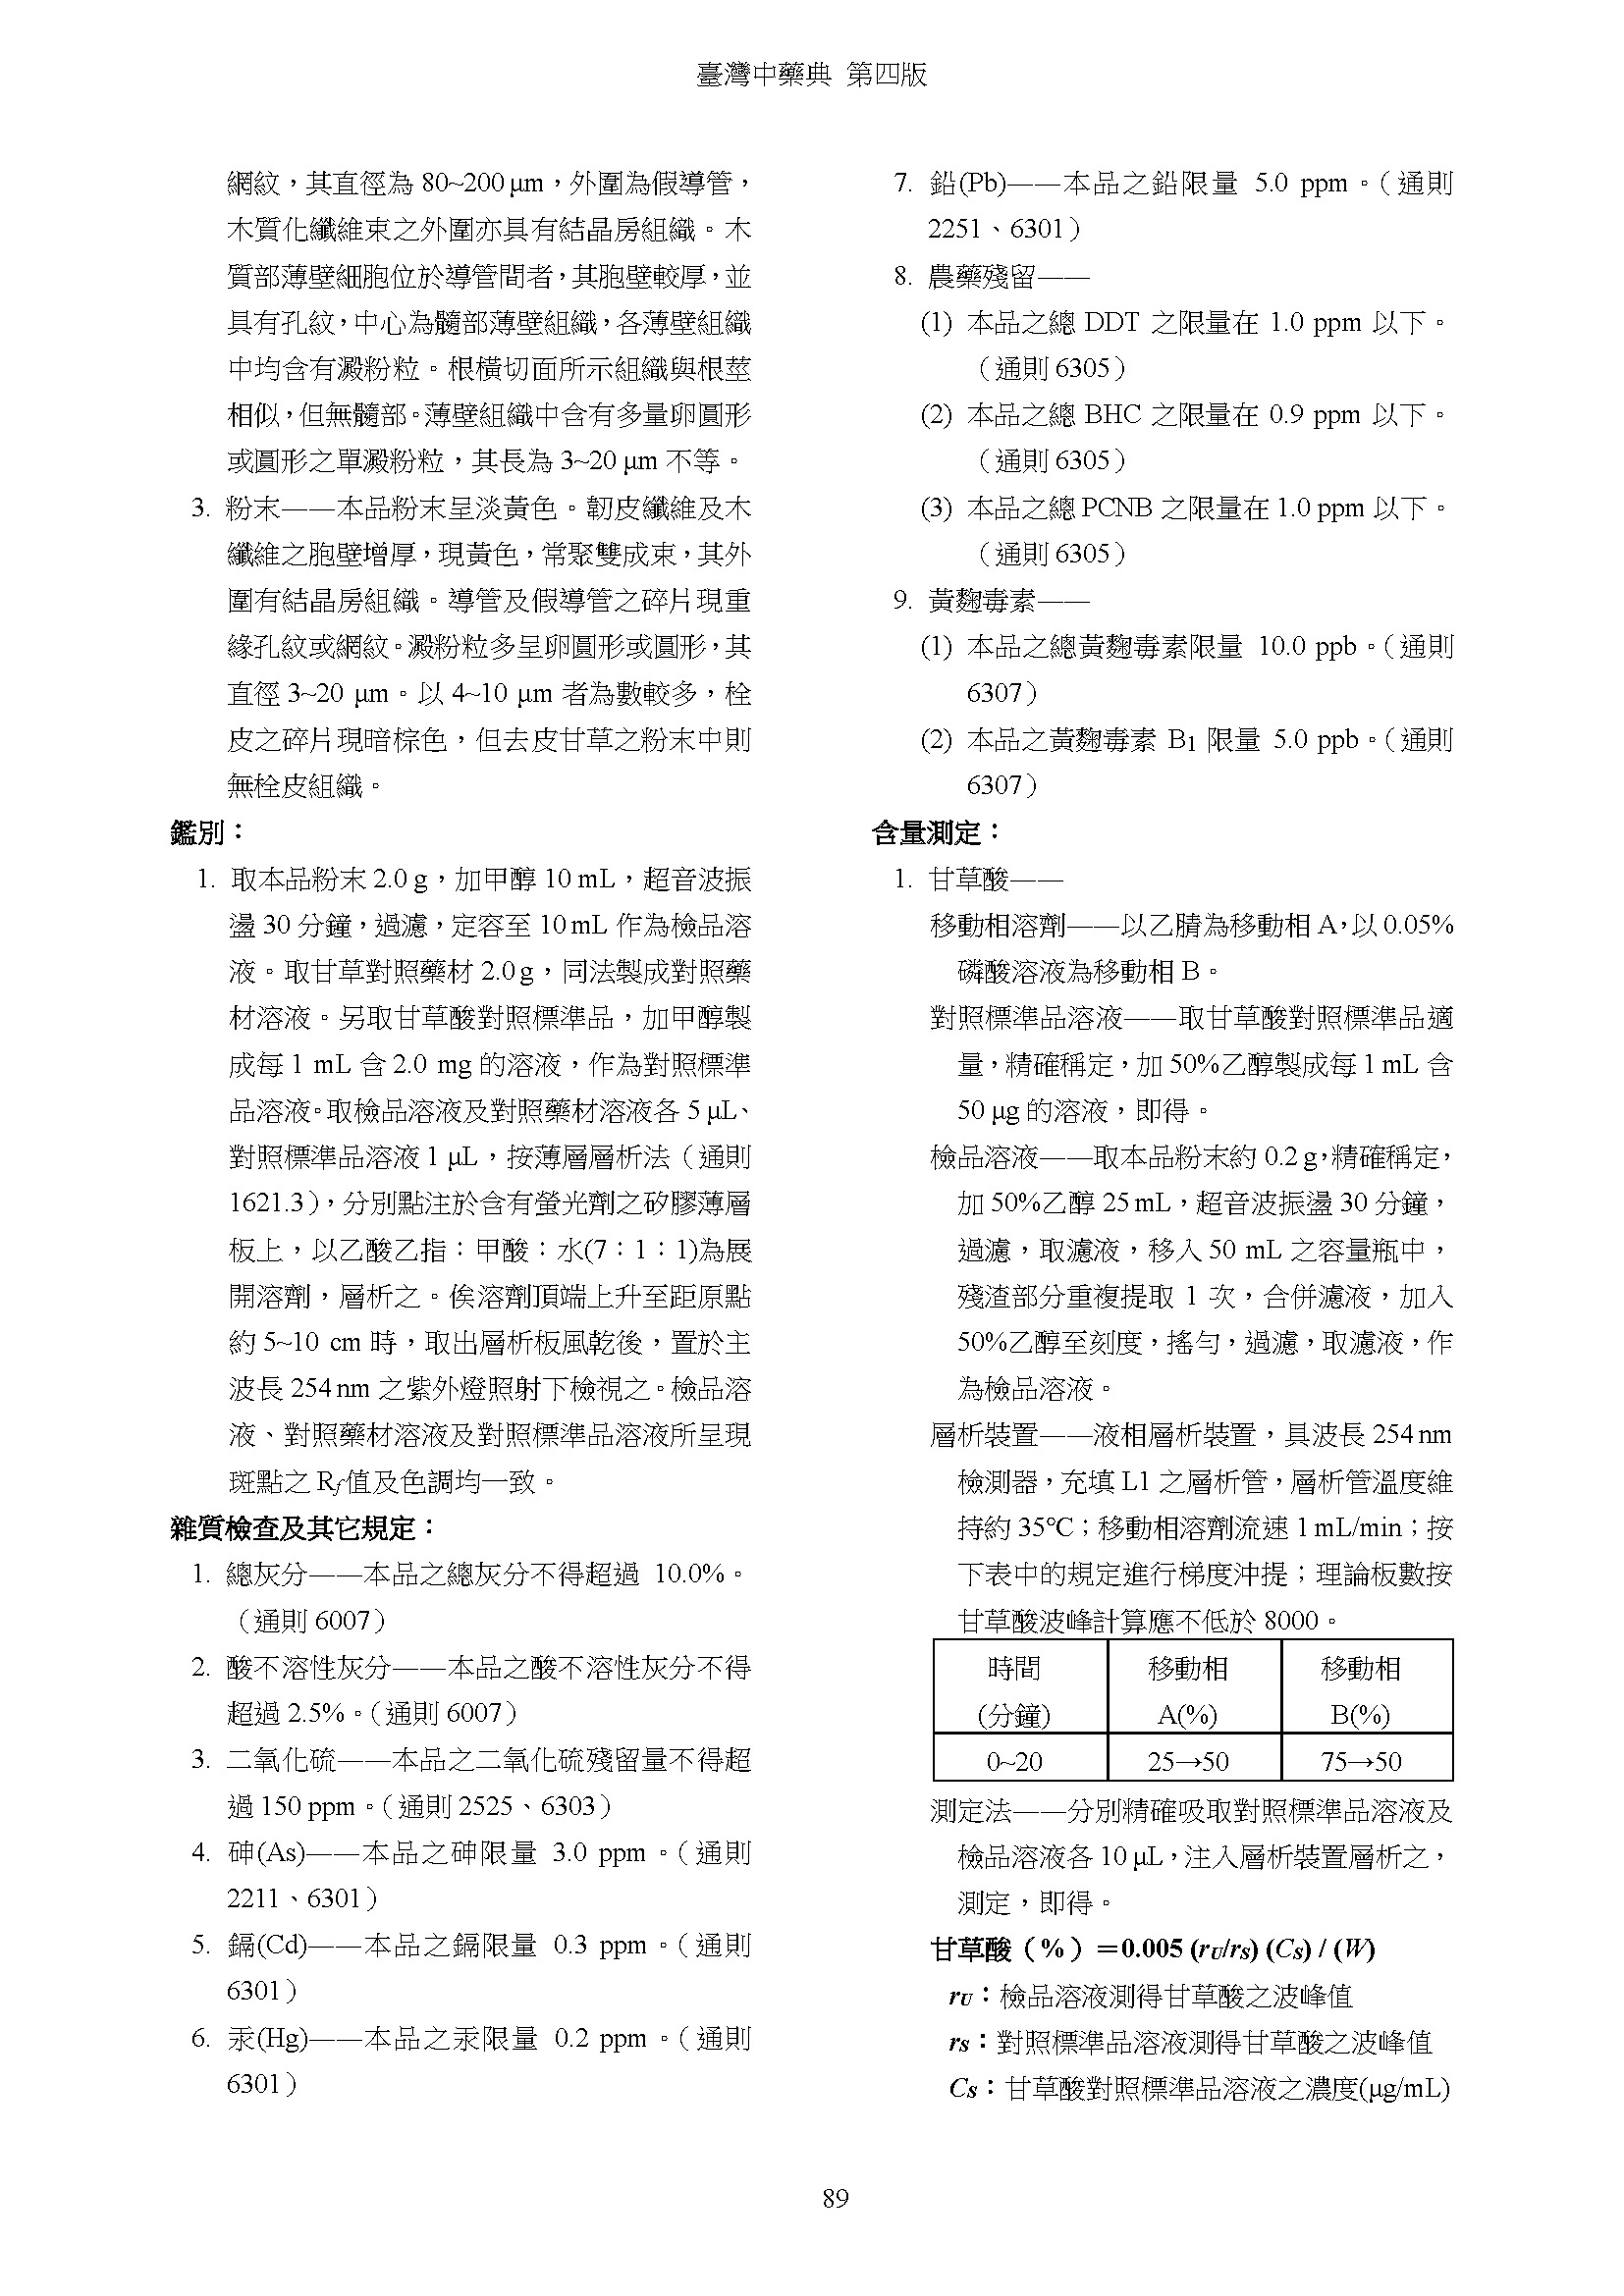 臺灣中藥典 第四版
網紋，其直徑為 80~200 μm，外圍為假導管，
木質化纖維束之外圍亦具有結晶房組織。木
質部薄壁細胞位於導管間者，其胞壁較厚，並
具有孔紋，中心為髓部薄壁組織，各薄壁組織
中均含有澱粉粒。根橫切面所示組織與根莖
相似，但無髓部。薄壁組織中含有多量卵圓形
或圓形之單澱粉粒，其長為 3~20 μm 不等。
3. 粉末——本品粉末呈淡黃色。韌皮纖維及木
纖維之胞壁增厚，現黃色，常聚雙成束，其外
圍有結晶房組織。導管及假導管之碎片現重
緣孔紋或網紋。澱粉粒多呈卵圓形或圓形，其
直徑 3~20 μm。以 4~10 μm 者為數較多，栓
皮之碎片現暗棕色，但去皮甘草之粉末中則
無栓皮組織。
鑑別：
1. 取本品粉末 2.0 g，加甲醇 10 mL，超音波振
盪 30 分鐘，過濾，定容至 10 mL 作為檢品溶
液。取甘草對照藥材 2.0 g，同法製成對照藥
材溶液。另取甘草酸對照標準品，加甲醇製
成每 1 mL 含 2.0 mg 的溶液，作為對照標準
品溶液。取檢品溶液及對照藥材溶液各 5 μL、
對照標準品溶液 1 μL，按薄層層析法（通則
1621.3），分別點注於含有螢光劑之矽膠薄層
板上，以乙酸乙指：甲酸：水(7：1：1)為展
開溶劑，層析之。俟溶劑頂端上升至距原點
約 5~10 cm 時，取出層析板風乾後，置於主
波長 254 nm 之紫外燈照射下檢視之。檢品溶
液、對照藥材溶液及對照標準品溶液所呈現
斑點之 Rf值及色調均一致。
雜質檢查及其它規定：
1. 總灰分——本品之總灰分不得超過 10.0%。
（通則 6007）
2. 酸不溶性灰分——本品之酸不溶性灰分不得
超過 2.5%。（通則 6007）
3. 二氧化硫——本品之二氧化硫殘留量不得超
過 150 ppm。（通則 2525、6303）
4. 砷(As)——本品之砷限量 3.0 ppm。（通則
2211、6301）
5. 鎘(Cd)——本品之鎘限量 0.3 ppm。（通則
6301）
6. 汞(Hg)——本品之汞限量 0.2 ppm。（通則
6301）
7. 鉛(Pb)——本品之鉛限量 5.0 ppm。（通則
2251、6301）
8. 農藥殘留——
(1) 本品之總 DDT 之限量在 1.0 ppm 以下。
（通則 6305）
(2) 本品之總 BHC 之限量在 0.9 ppm 以下。
（通則 6305）
(3) 本品之總 PCNB 之限量在 1.0 ppm 以下。
（通則 6305）
9. 黃麴毒素——
(1) 本品之總黃麴毒素限量 10.0 ppb。（通則
6307）
(2) 本品之黃麴毒素 B1 限量 5.0 ppb。（通則
6307）
含量測定：
1. 甘草酸——
移動相溶劑——以乙腈為移動相 A，以 0.05%
磷酸溶液為移動相 B。
對照標準品溶液——取甘草酸對照標準品適
量，精確稱定，加 50%乙醇製成每 1 mL 含
50 μg 的溶液，即得。
檢品溶液——取本品粉末約 0.2 g，精確稱定，
加 50%乙醇 25 mL，超音波振盪 30 分鐘，
過濾，取濾液，移入 50 mL 之容量瓶中，
殘渣部分重複提取 1 次，合併濾液，加入
50%乙醇至刻度，搖勻，過濾，取濾液，作
為檢品溶液。
層析裝置——液相層析裝置，具波長 254 nm
檢測器，充填 L1 之層析管，層析管溫度維
持約 35℃；移動相溶劑流速 1 mL/min；按
下表中的規定進行梯度沖提；理論板數按
甘草酸波峰計算應不低於 8000。
時間 移動相 移動相
(分鐘) A(%) B(%)
0~20 25→50 75→50
測定法——分別精確吸取對照標準品溶液及
檢品溶液各 10 μL，注入層析裝置層析之，
測定，即得。
甘草酸（%）＝0.005 (rU/rS) (CS) / (W)
rU：檢品溶液測得甘草酸之波峰值
rS：對照標準品溶液測得甘草酸之波峰值
CS：甘草酸對照標準品溶液之濃度(μg/mL)
89